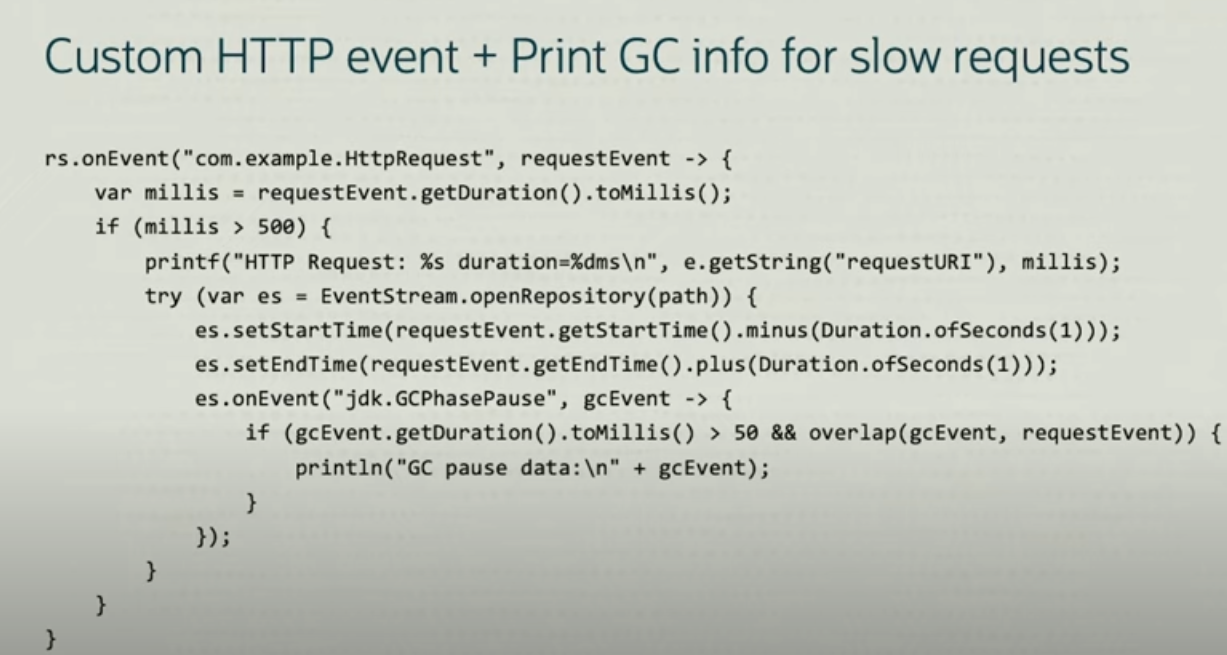 Custom HTTP event + Print GC info for slow requests
rs.onEvent("com.example.HttpRequest", requestEvent -> {
    var millis = requestEvent.getDuration().toMillis();
    if (millis > 500) {
        printf("HTTP Request: %s duration=%dms\n", e.getString("requestURI"), millis);
        try (var es = EventStream.openRepository(path)) {
            es.setStartTime(requestEvent.getStartTime().minus(Duration.ofSeconds(1)));
            es.setEndTime(requestEvent.getEndTime().plus(Duration.ofSeconds(1)));
            es.onEvent("jdk.GCPhasePause", gcEvent -> {
                if (gcEvent.getDuration().toMillis() > 50 && overlap(gcEvent, requestEvent)) {
                    println("GC pause data:\n" + gcEvent);
                }
            });
        }
    }
}